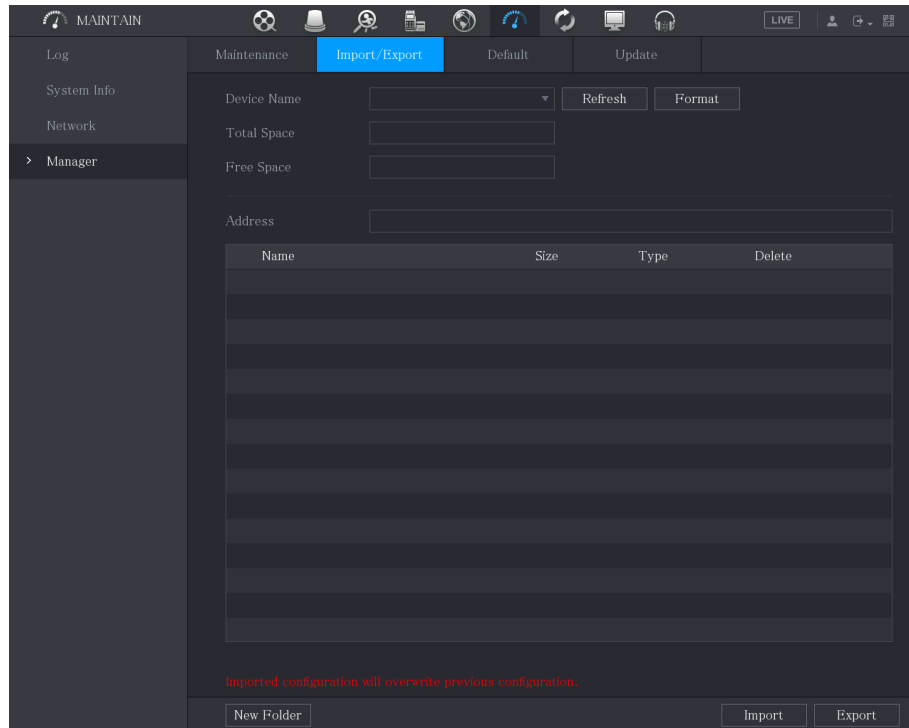 MAINTAIN LIVE
Log
System Info
Network
Manager
Maintenance Import/Export Default Update
Device Name Refresh Format
Total Space
Free Space
Address
Name Size Type Delete
Imported configuration will overwrite previous configuration.
New Folder Import Export